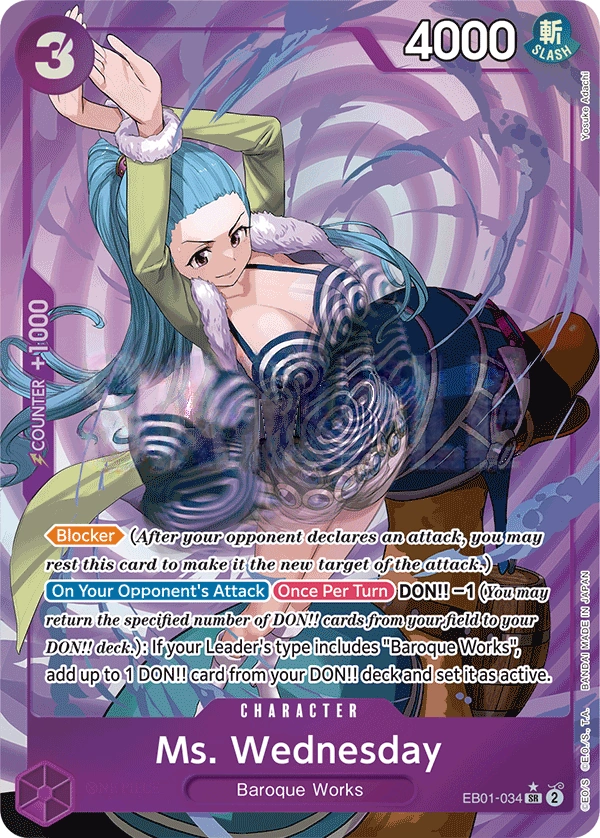 3
4000
斬
SLASH
Yosuke Adachi
COUNTER +1000
Blocker (After your opponent declares an attack, you may
rest this card to make it the new target of the attack.)
On Your Opponent's Attack Once Per Turn DON!! −1 (You may
return the specified number of DON!! cards from your field to your
DON!! deck.): If your Leader's type includes "Baroque Works",
add up to 1 DON!! card from your DON!! deck and set it as active.
CHARACTER
Ms. Wednesday
Baroque Works
EB01-034 SR 2
©E.O/S ©E.O./S., T.A. BANDAI MADE IN JAPAN